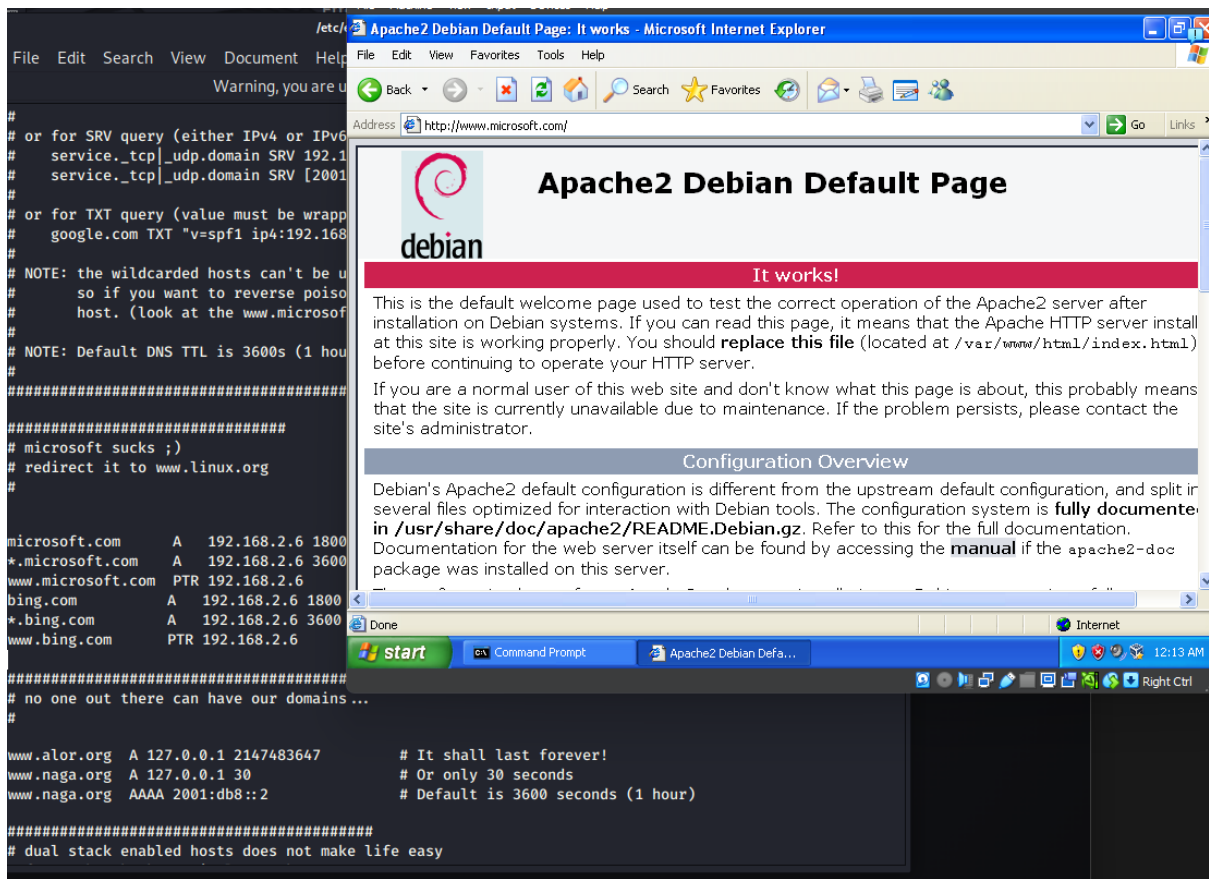 /etc/
File Edit Search View Document Help
Warning, you are u
#
# or for SRV query (either IPv4 or IPv6
# service._tcp|_udp.domain SRV 192.1
# service._tcp|_udp.domain SRV [2001
#
# or for TXT query (value must be wrapp
# google.com TXT "v=spf1 ip4:192.168
#
# NOTE: the wildcarded hosts can't be u
# so if you want to reverse poiso
# host. (look at the www.microsof
#
# NOTE: Default DNS TTL is 3600s (1 hou
#
########################################
################################
# microsoft sucks ;)
# redirect it to www.linux.org
#
microsoft.com A 192.168.2.6 1800
*.microsoft.com A 192.168.2.6 3600
www.microsoft.com PTR 192.168.2.6
bing.com A 192.168.2.6 1800
*.bing.com A 192.168.2.6 3600
www.bing.com PTR 192.168.2.6
########################################
# no one out there can have our domains...
#
www.alor.org A 127.0.0.1 2147483647 # It shall last forever!
www.naga.org A 127.0.0.1 30 # Or only 30 seconds
www.naga.org AAAA 2001:db8::2 # Default is 3600 seconds (1 hour)
##########################################
# dual stack enabled hosts does not make life easy
Apache2 Debian Default Page: It works - Microsoft Internet Explorer
File Edit View Favorites Tools Help
Back Search Favorites
Address http://www.microsoft.com/ Go Links
debian
Apache2 Debian Default Page
It works!
This is the default welcome page used to test the correct operation of the Apache2 server after
installation on Debian systems. If you can read this page, it means that the Apache HTTP server install
at this site is working properly. You should replace this file (located at /var/www/html/index.html)
before continuing to operate your HTTP server.
If you are a normal user of this web site and don't know what this page is about, this probably means
that the site is currently unavailable due to maintenance. If the problem persists, please contact the
site's administrator.
Configuration Overview
Debian's Apache2 default configuration is different from the upstream default configuration, and split in
several files optimized for interaction with Debian tools. The configuration system is fully documente
in /usr/share/doc/apache2/README.Debian.gz. Refer to this for the full documentation.
Documentation for the web server itself can be found by accessing the manual if the apache2-doc
package was installed on this server.
Done Internet
start Command Prompt Apache2 Debian Defa... 12:13 AM
Right Ctrl